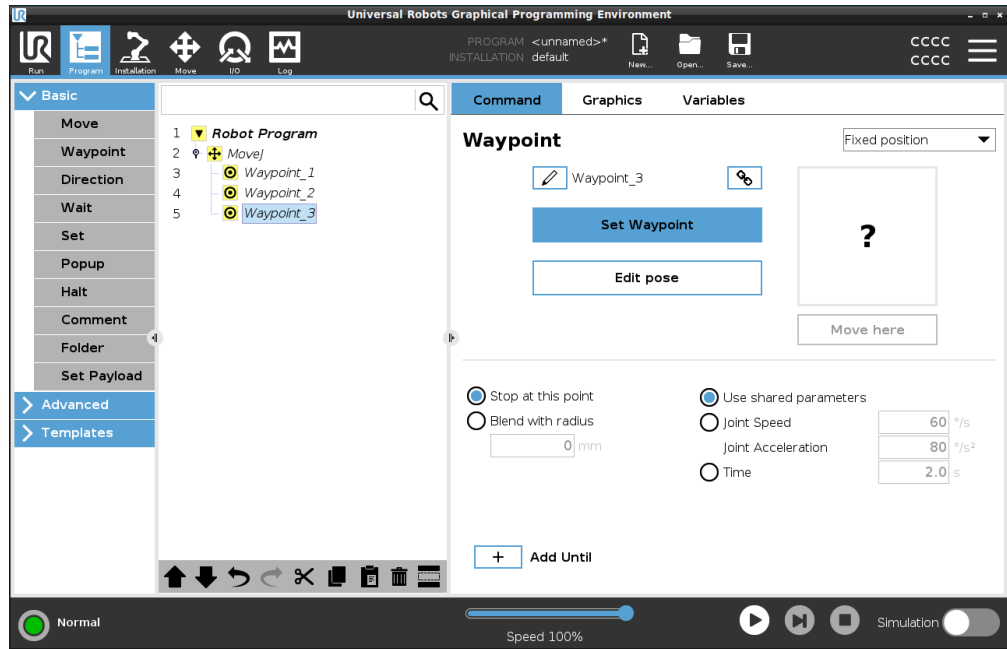 Universal Robots Graphical Programming Environment
UR
Run
Program
Installation
Move
I/O
Log
PROGRAM <unnamed>*
INSTALLATION default
New...
Open...
Save...
CCCC
CCCC
Basic
Move
Waypoint
Direction
Wait
Set
Popup
Halt
Comment
Folder
Set Payload
Advanced
Templates
1 Robot Program
2 MoveJ
3 Waypoint_1
4 Waypoint_2
5 Waypoint_3
Command Graphics Variables
Waypoint
Fixed position
Waypoint_3
Set Waypoint
Edit pose
?
Move here
Stop at this point
Blend with radius
0 mm
Use shared parameters
Joint Speed 60 °/s
Joint Acceleration 80 °/s²
Time 2.0 s
+ Add Until
Normal
Speed 100%
Simulation